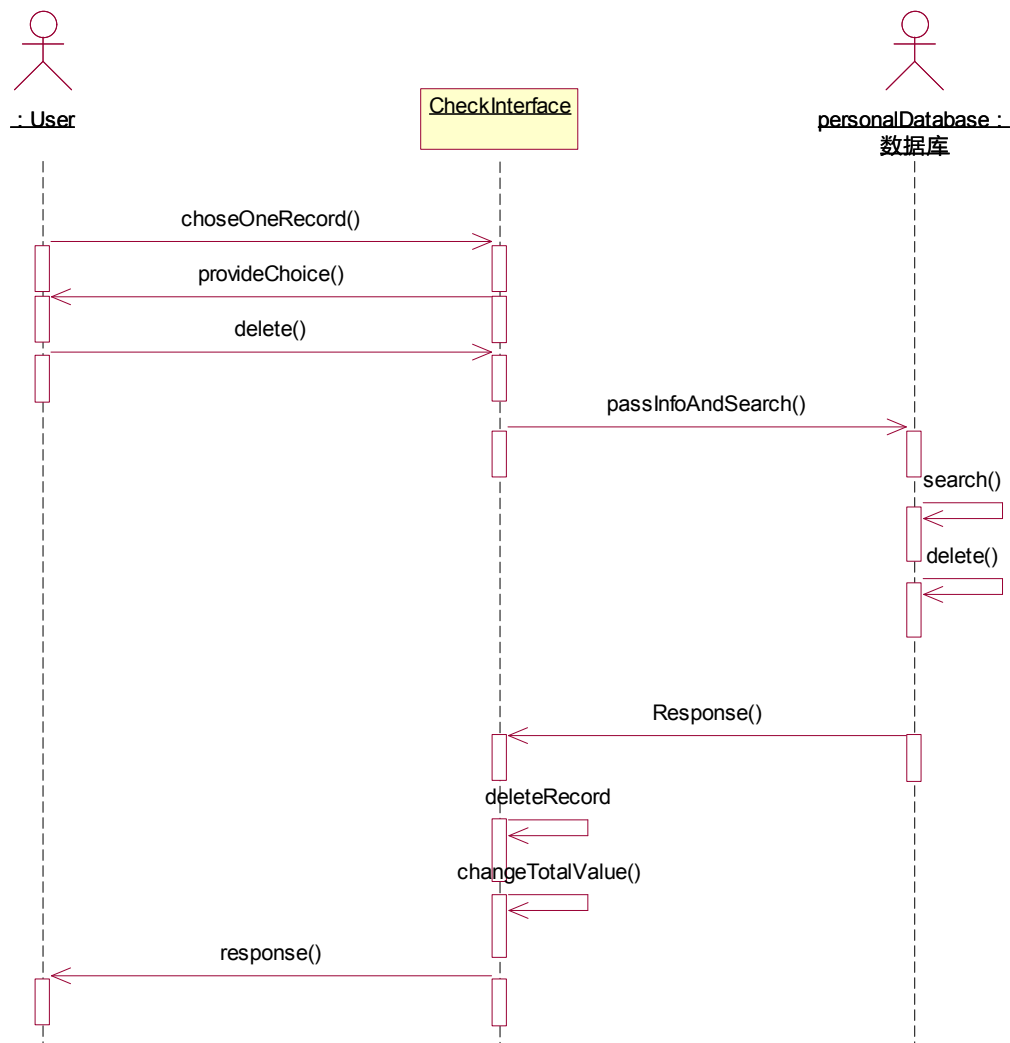 : User
CheckInterface
personalDatabase :
数据库
choseOneRecord()
provideChoice()
delete()
passInfoAndSearch()
search()
delete()
Response()
deleteRecord
changeTotalValue()
response()